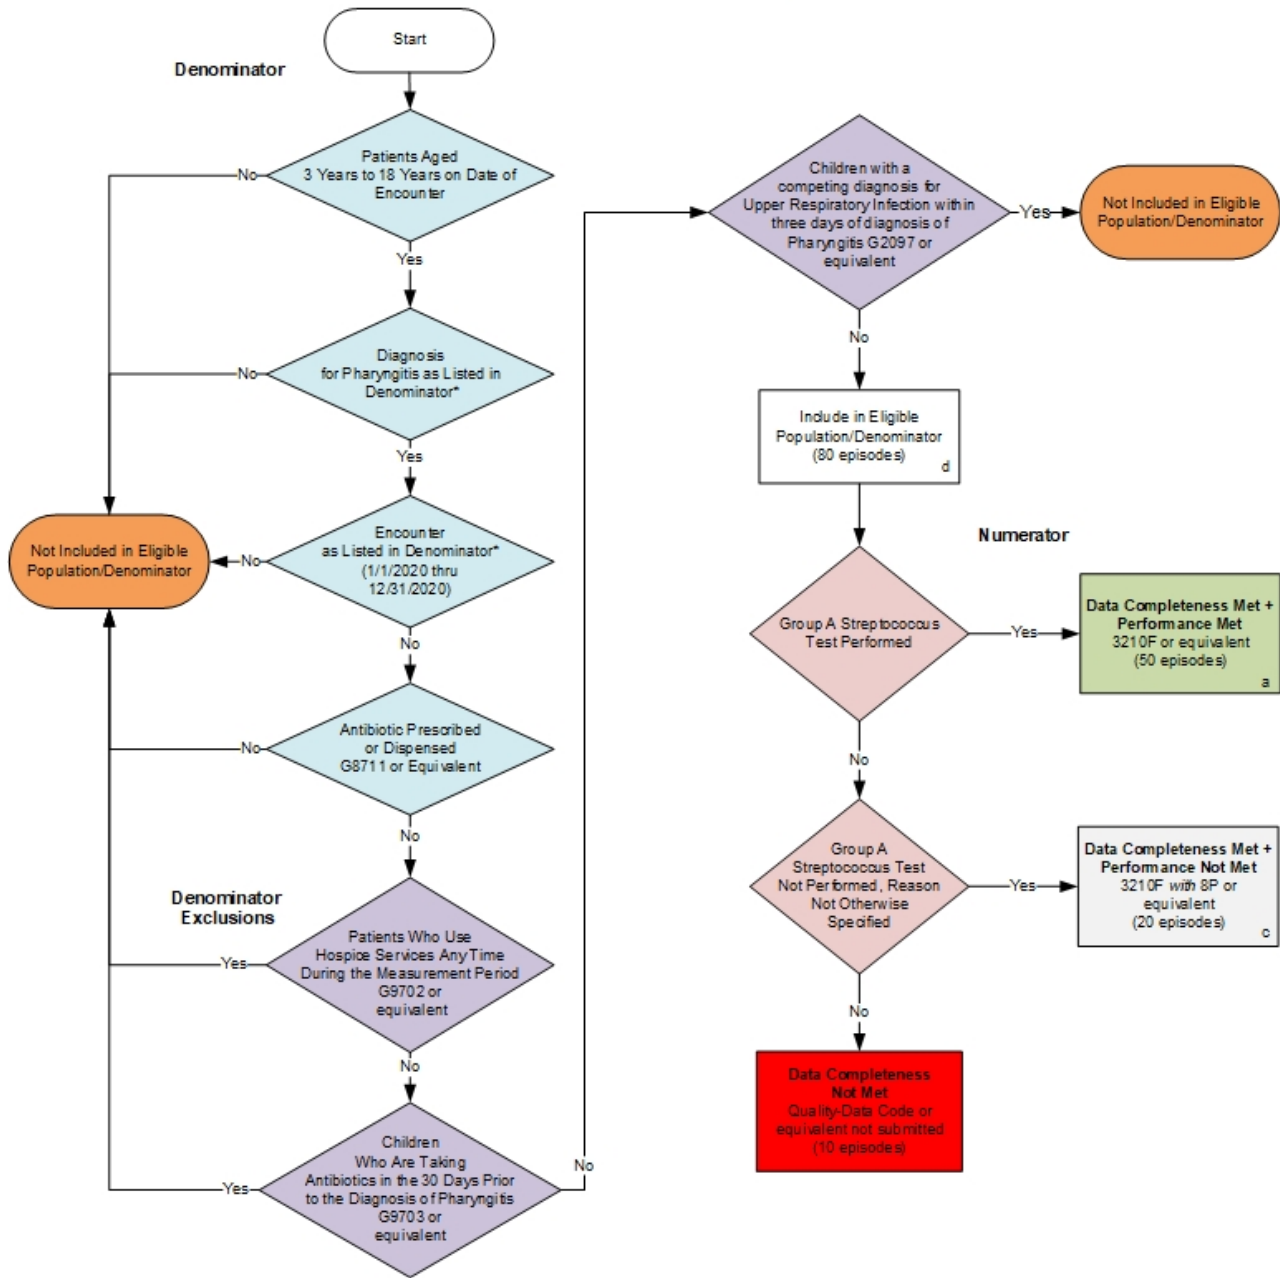 Start
Denominator
Patients Aged
3 Years to 18 Years on Date of
Encounter
No
Yes
Diagnosis
for Pharyngitis as Listed in
Denominator*
No
Yes
Encounter
as Listed in Denominator*
(1/1/2020 thru
12/31/2020)
No
No
Not Included in Eligible
Population/Denominator
Antibiotic Prescribed
or Dispensed
G8711 or Equivalent
No
No
Denominator
Exclusions
Patients Who Use
Hospice Services Any Time
During the Measurement Period
G9702 or
equivalent
Yes
No
Children
Who Are Taking
Antibiotics in the 30 Days Prior
to the Diagnosis of Pharyngitis
G9703 or
equivalent
Yes
No
Children with a
competing diagnosis for
Upper Respiratory Infection within
three days of diagnosis of
Pharyngitis G2097 or
equivalent
Yes
Not Included in Eligible
Population/Denominator
No
Include in Eligible
Population/Denominator
(80 episodes)
d
Numerator
Group A Streptococcus
Test Performed
Yes
Data Completeness Met +
Performance Met
3210F or equivalent
(50 episodes)
a
No
Group A
Streptococcus Test
Not Performed, Reason
Not Otherwise
Specified
Yes
Data Completeness Met +
Performance Not Met
3210F with 8P or
equivalent
(20 episodes)
c
No
Data Completeness
Not Met
Quality-Data Code or
equivalent not submitted
(10 episodes)